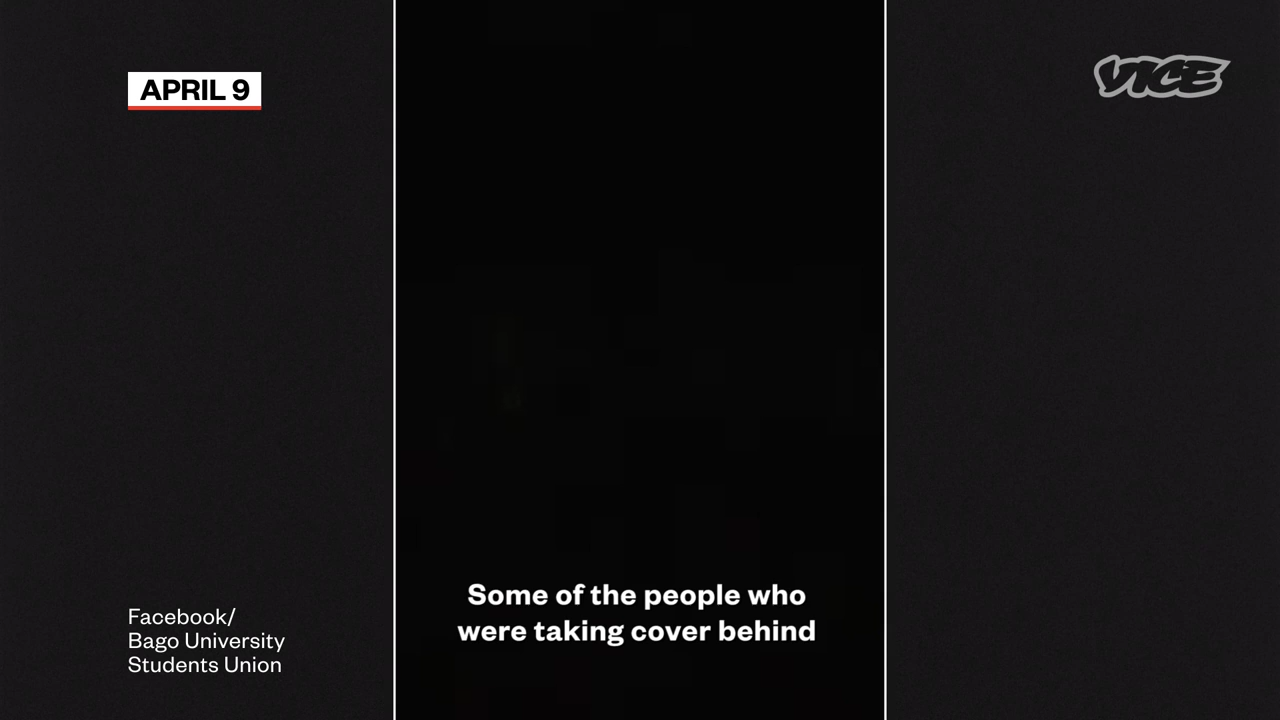 APRIL 9
VICE
Some of the people who
were taking cover behind
Facebook/
Bago University
Students Union